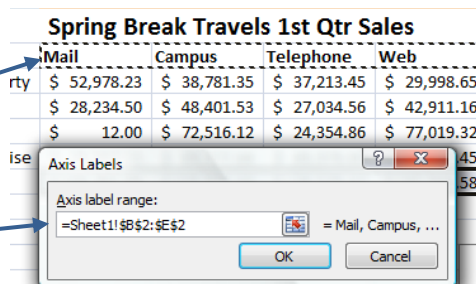 Spring Break Travels 1st Qtr Sales
Mail Campus Telephone Web
rty $ 52,978.23 $ 38,781.35 $ 37,213.45 $ 29,998.65
$ 28,234.50 $ 48,401.53 $ 27,034.56 $ 42,911.16
$ 12.00 $ 72,516.12 $ 24,354.86 $ 77,019.32
ise .45
.58
Axis Labels
Axis label range:
=Sheet1!$B$2:$E$2 = Mail, Campus, ...
OK Cancel